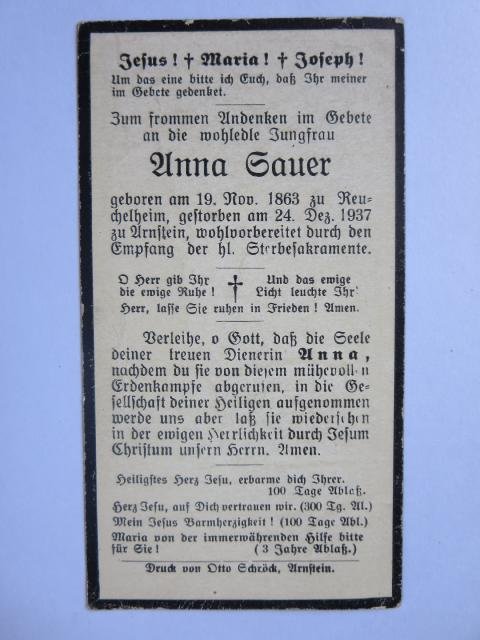 Jesus! † Maria! † Joseph!
Um das eine bitte ich Euch, daß Ihr meiner
im Gebete gedenket.
Zum frommen Andenken im Gebete
an die wohledle Jungfrau
Anna Sauer
geboren am 19. Nov. 1863 zu Reu-
chelheim, gestorben am 24. Dez. 1937
zu Arnstein, wohlvorbereitet durch den
Empfang der hl. Sterbesakramente.
O Herr gib Ihr † Und das ewige
die ewige Ruhe! Licht leuchte Ihr!
Herr, lasse Sie ruhen in Frieden! Amen.
Verleihe, o Gott, daß die Seele
deiner treuen Dienerin Anna,
nachdem du sie von diesem mühevollen
Erdenkampfe abgerufen, in die Ge-
sellschaft deiner Heiligen aufgenommen
werde uns aber laß sie wiedersehen
in der ewigen Herrlichkeit durch Jesum
Christum unsern Herrn. Amen.
Heiligstes Herz Jesu, erbarme dich Ihrer.
100 Tage Ablaß.
Herz Jesu, auf Dich vertrauen wir. (300 Tg. Al.)
Mein Jesus Barmherzigkeit! (100 Tage Abl.)
Maria von der immerwährenden Hilfe bitte
für Sie! (3 Jahre Ablaß.)
Druck von Otto Schröck, Arnstein.